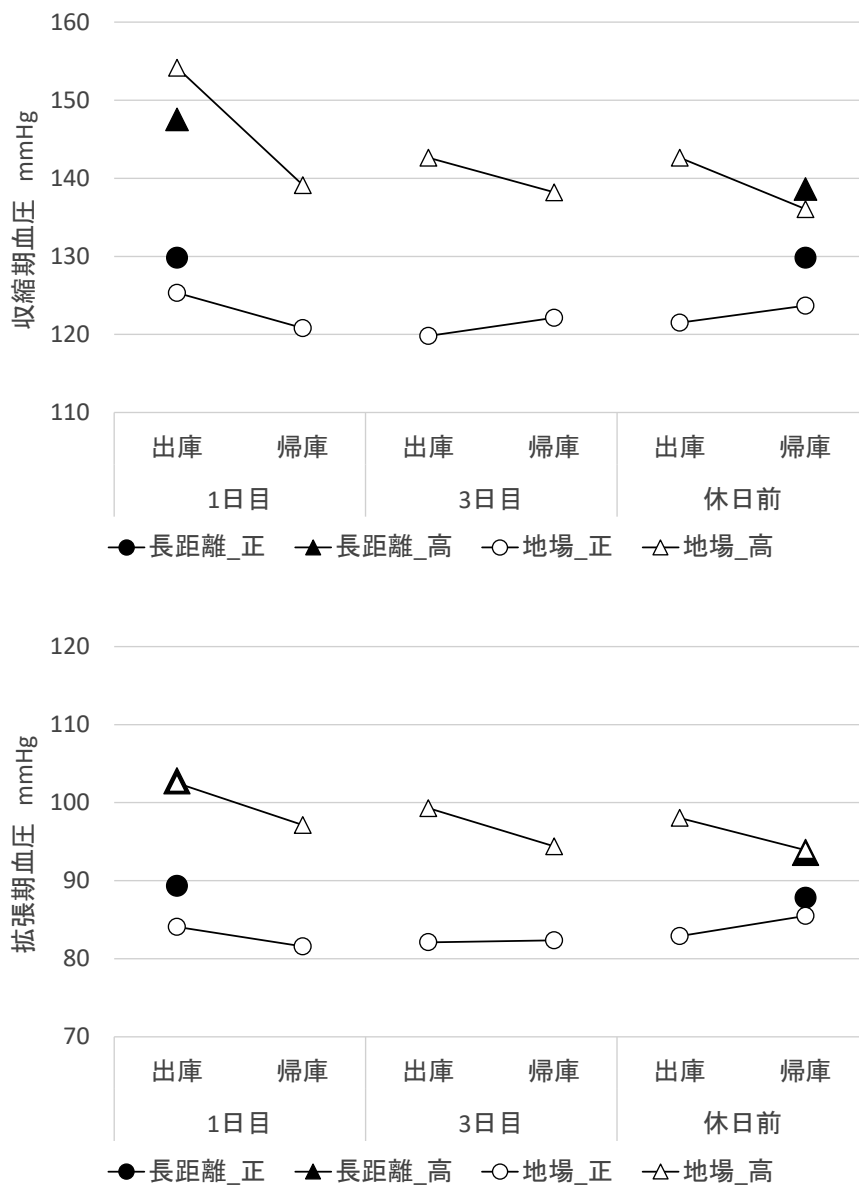 160
150
140
130
120
110
収縮期血圧 mmHg
出庫 帰庫 出庫 帰庫 出庫 帰庫
1日目 3日目 休日前
長距離_正 長距離_高 地場_正 地場_高
120
110
100
90
80
70
拡張期血圧 mmHg
出庫 帰庫 出庫 帰庫 出庫 帰庫
1日目 3日目 休日前
長距離_正 長距離_高 地場_正 地場_高